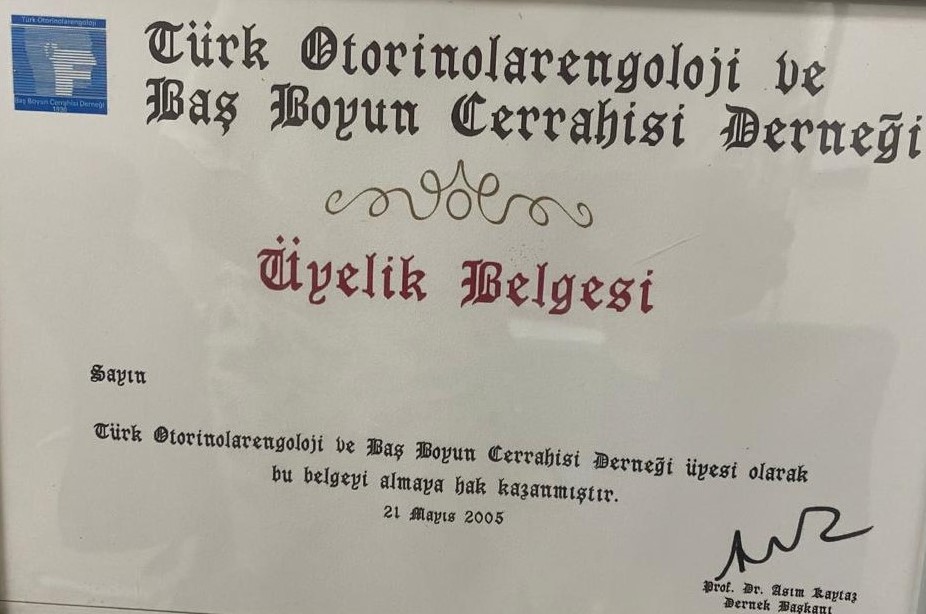 Türk Otorinolarengoloji
Baş Boyun Cerrahisi Derneği
1930
Türk Otorinolarengoloji ve
Baş Boyun Cerrahisi Derneği
Üyelik Belgesi
Sayın
Türk Otorinolarengoloji ve Baş Boyun Cerrahisi Derneği üyesi olarak
bu belgeyi almaya hak kazanmıştır.
21 Mayıs 2005
Prof. Dr. Asım Kaytaz
Dernek Başkanı